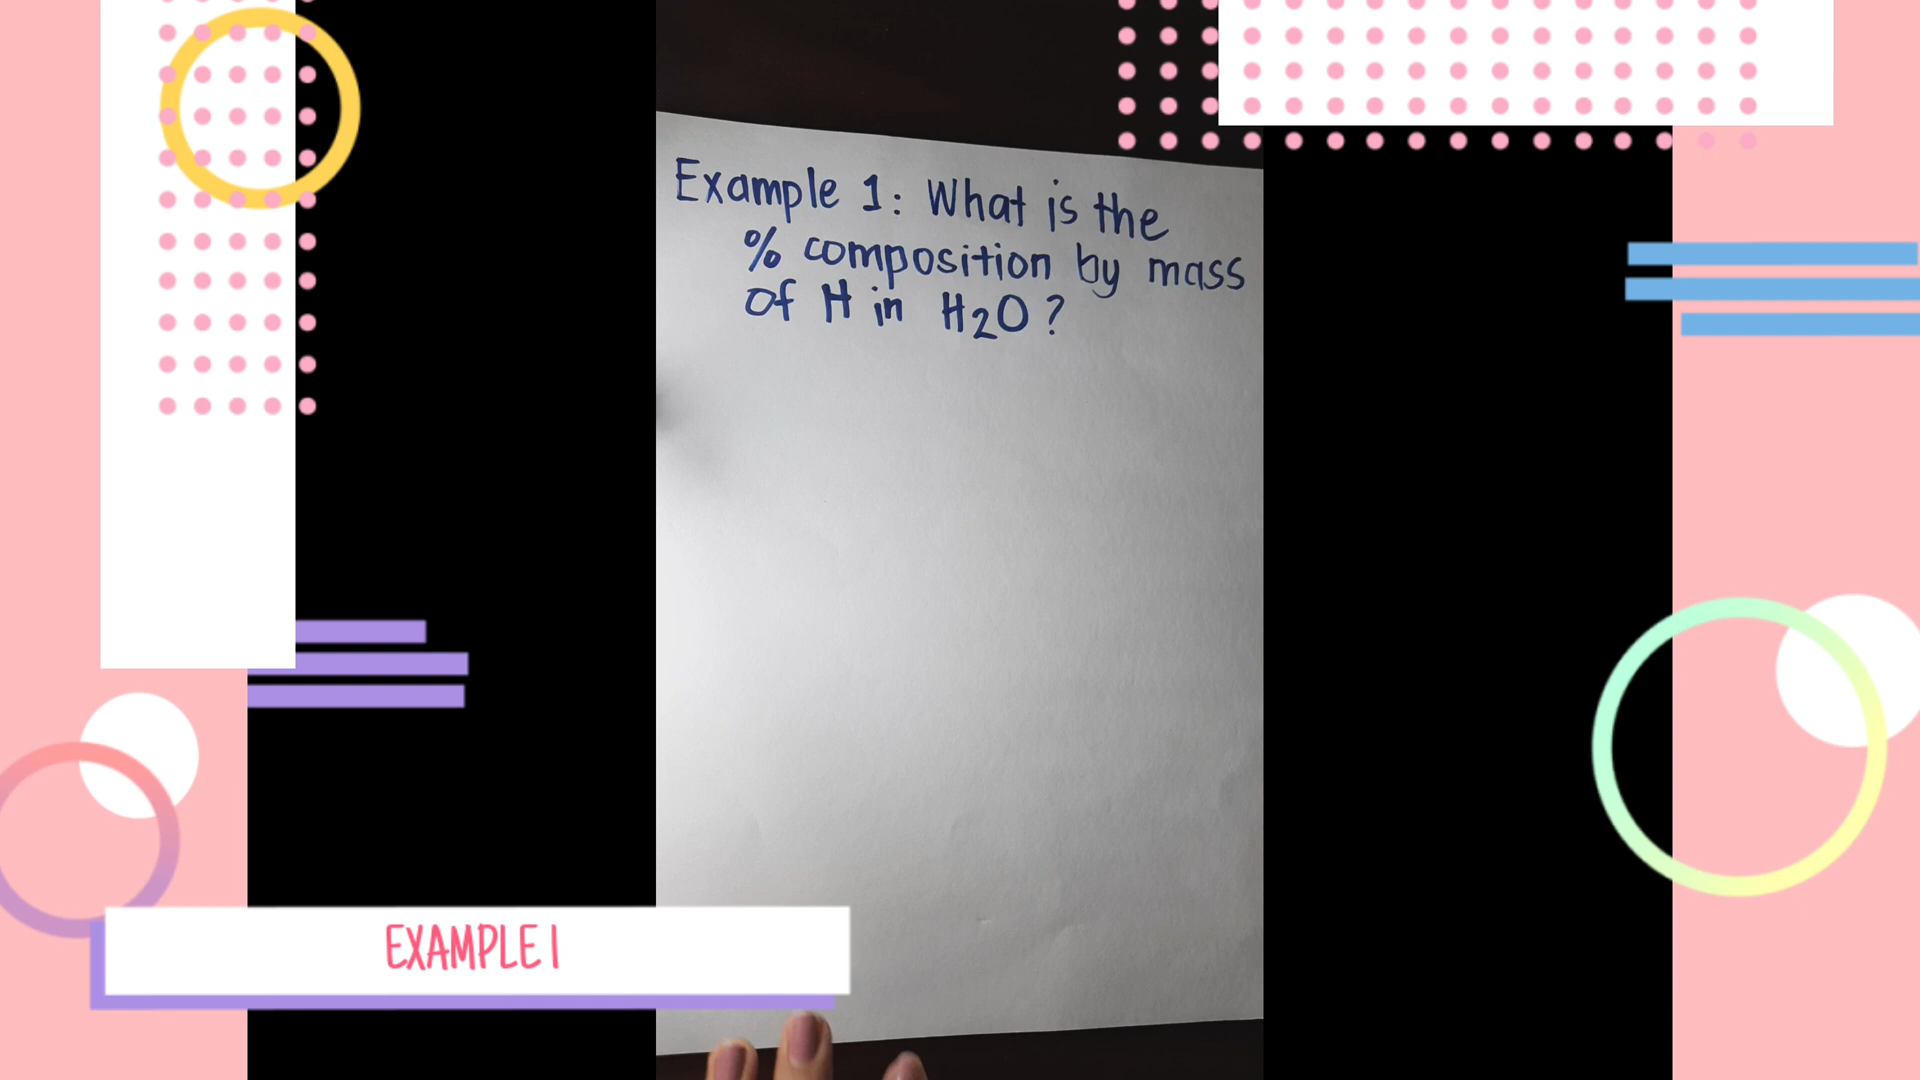 Example 1: What is the
% composition by mass
of H in H2O?
EXAMPLE 1